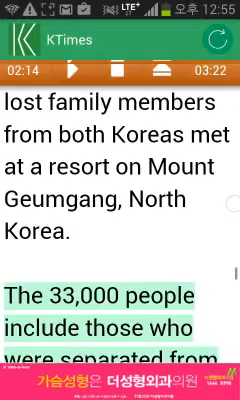 LTE 오후 12:55
KTimes
02:14 03:22
lost family members
from both Koreas met
at a resort on Mount
Geumgang, North
Korea.
The 33,000 people
include those who
were separated from
가슴성형은 더성형외과의원